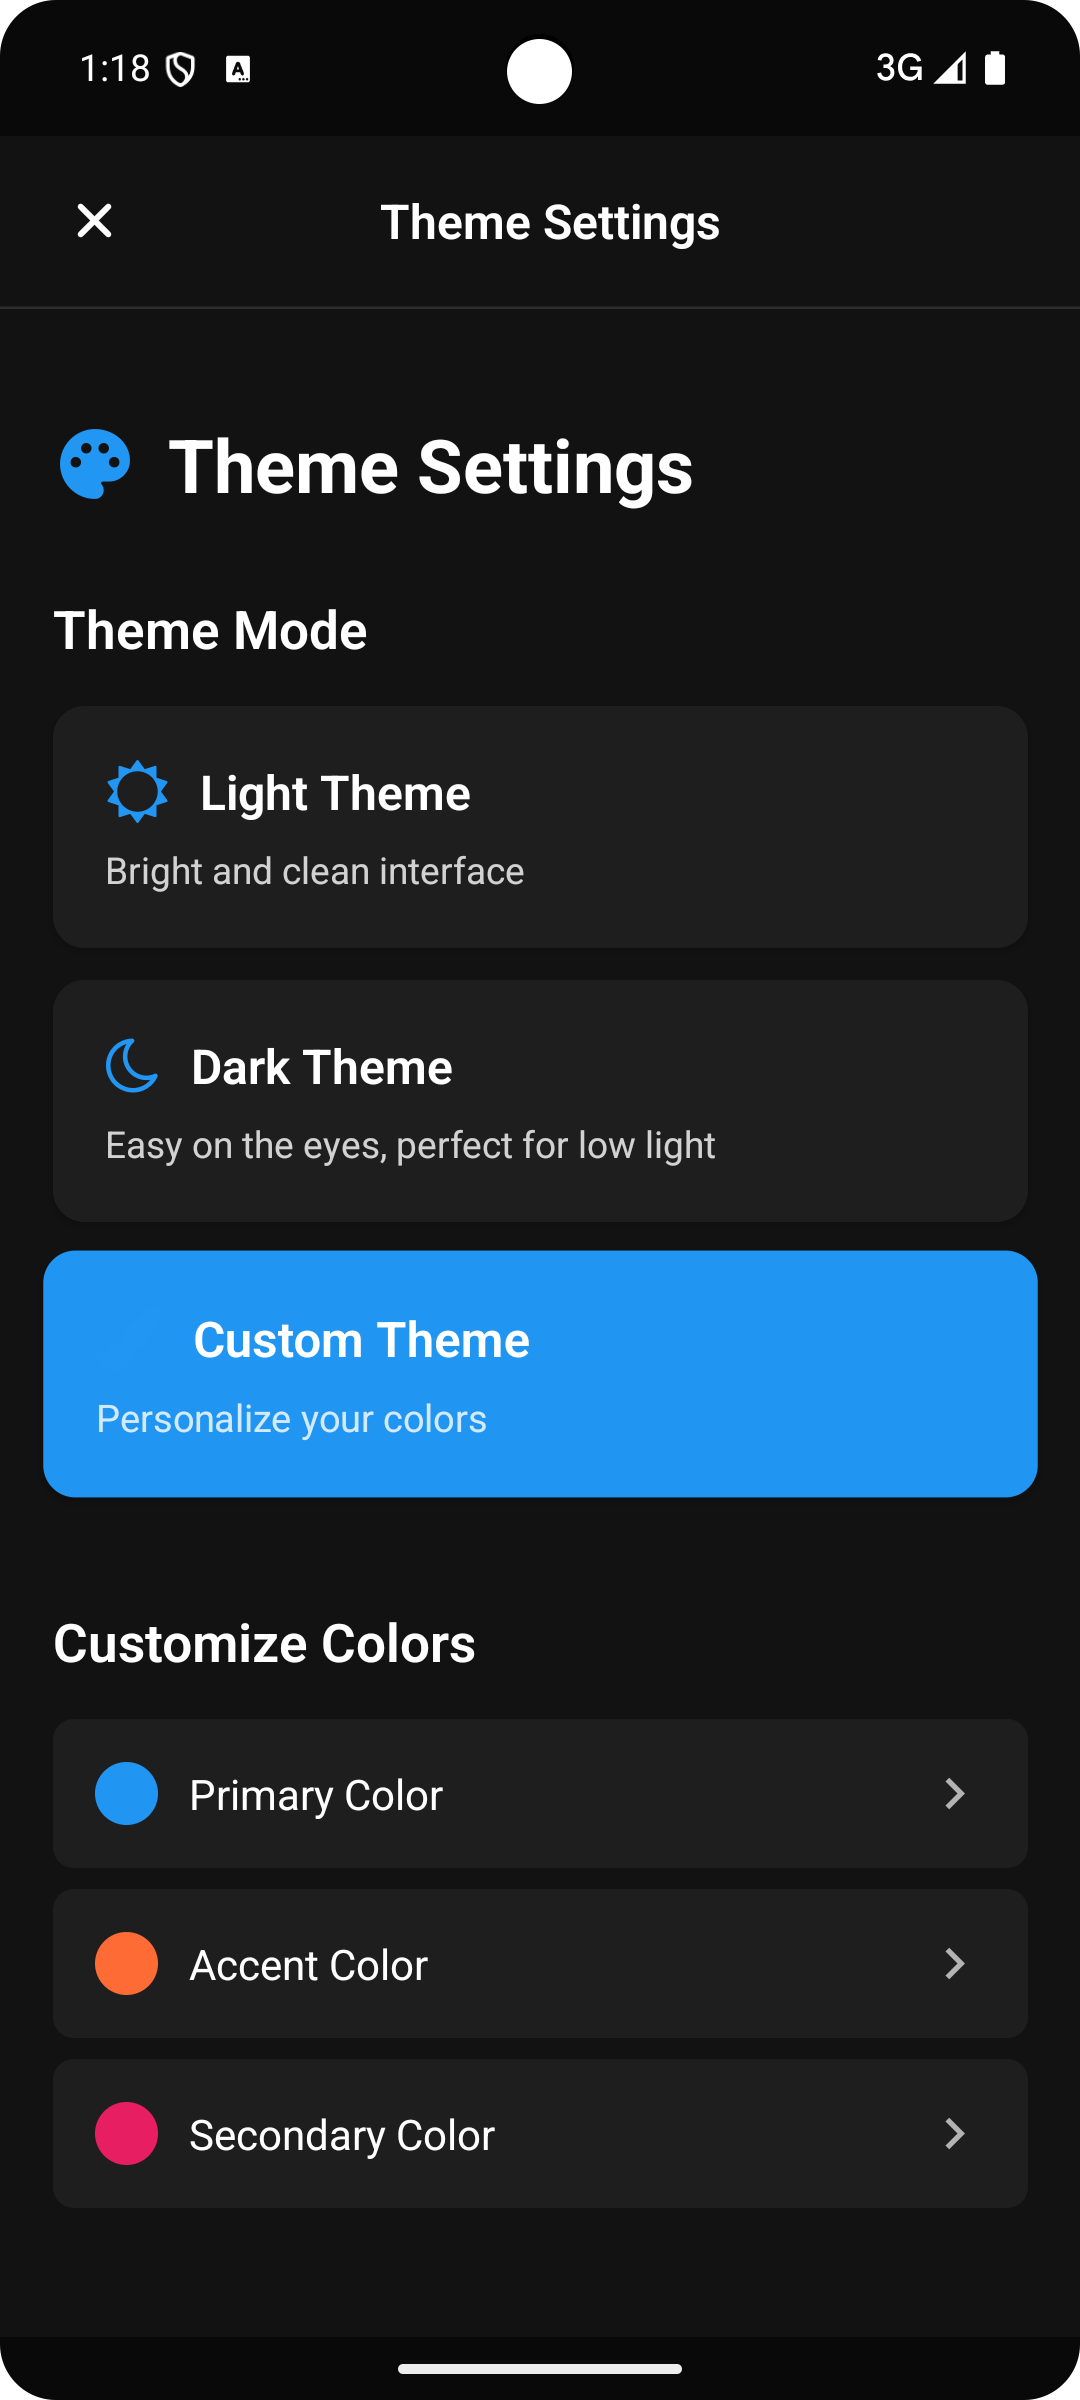 1:18
3G
Theme Settings
Theme Settings
Theme Mode
Light Theme
Bright and clean interface
Dark Theme
Easy on the eyes, perfect for low light
Custom Theme
Personalize your colors
Customize Colors
Primary Color
Accent Color
Secondary Color